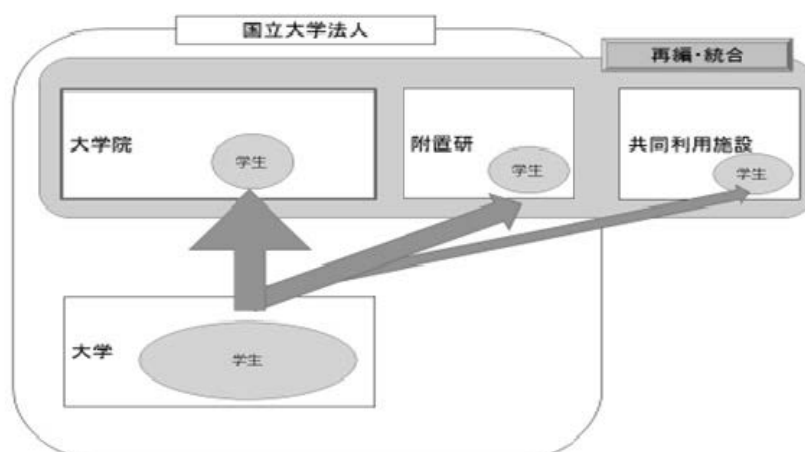 国立大学法人
再編・統合
大学院
学生
附置研
学生
共同利用施設
学生
大学
学生